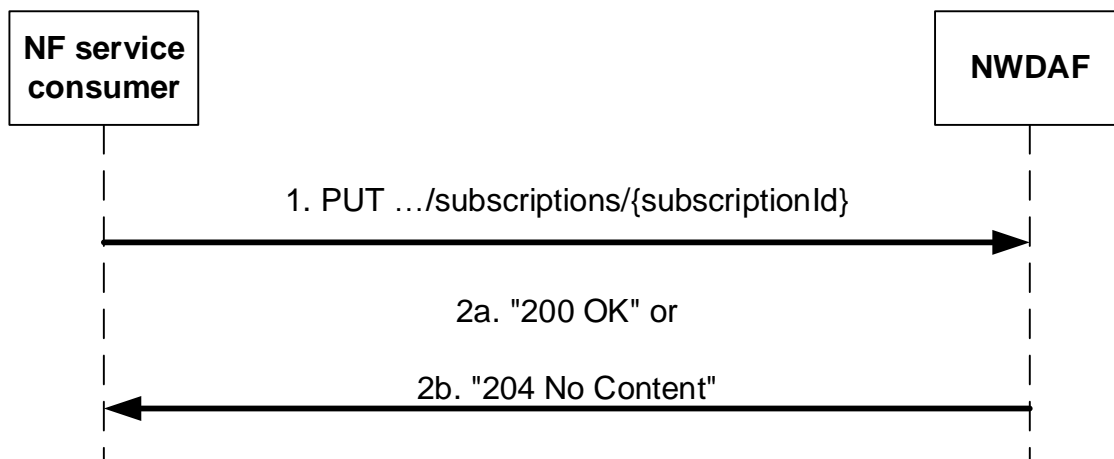 NF service
consumer
NWDAF
1. PUT …/subscriptions/{subscriptionId}
2a. "200 OK" or
2b. "204 No Content"